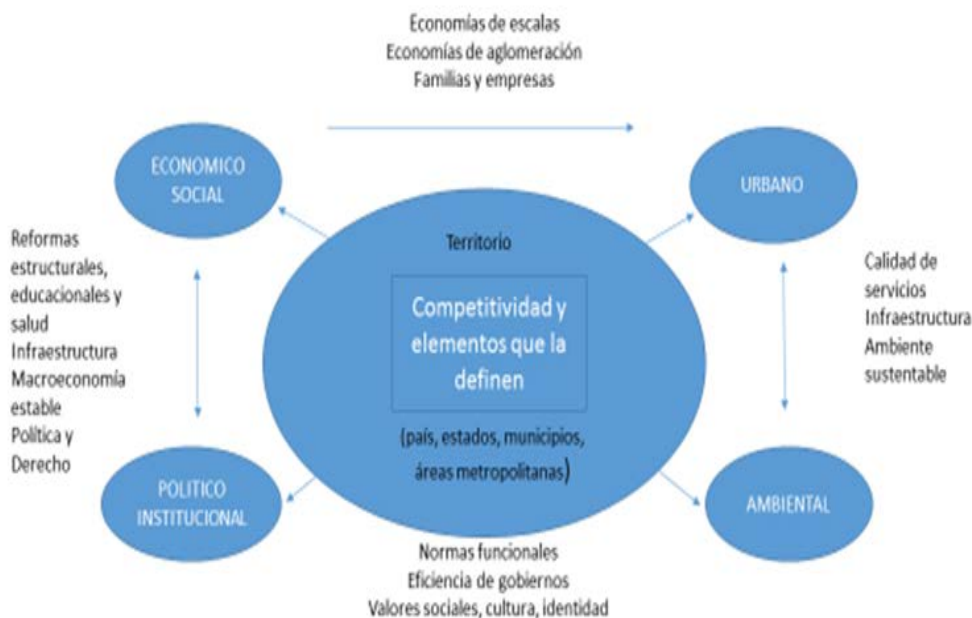 Economías de escalas
Economías de aglomeración
Familias y empresas
ECONOMICO
SOCIAL
URBANO
Reformas
estructurales,
educacionales y
salud
Infraestructura
Macroeconomía
estable
Política y
Derecho
Territorio
Competitividad y
elementos que la
definen
(país, estados, municipios,
áreas metropolitanas)
Calidad de
servicios
Infraestructura
Ambiente
sustentable
POLITICO
INSTITUCIONAL
AMBIENTAL
Normas funcionales
Eficiencia de gobiernos
Valores sociales, cultura, identidad